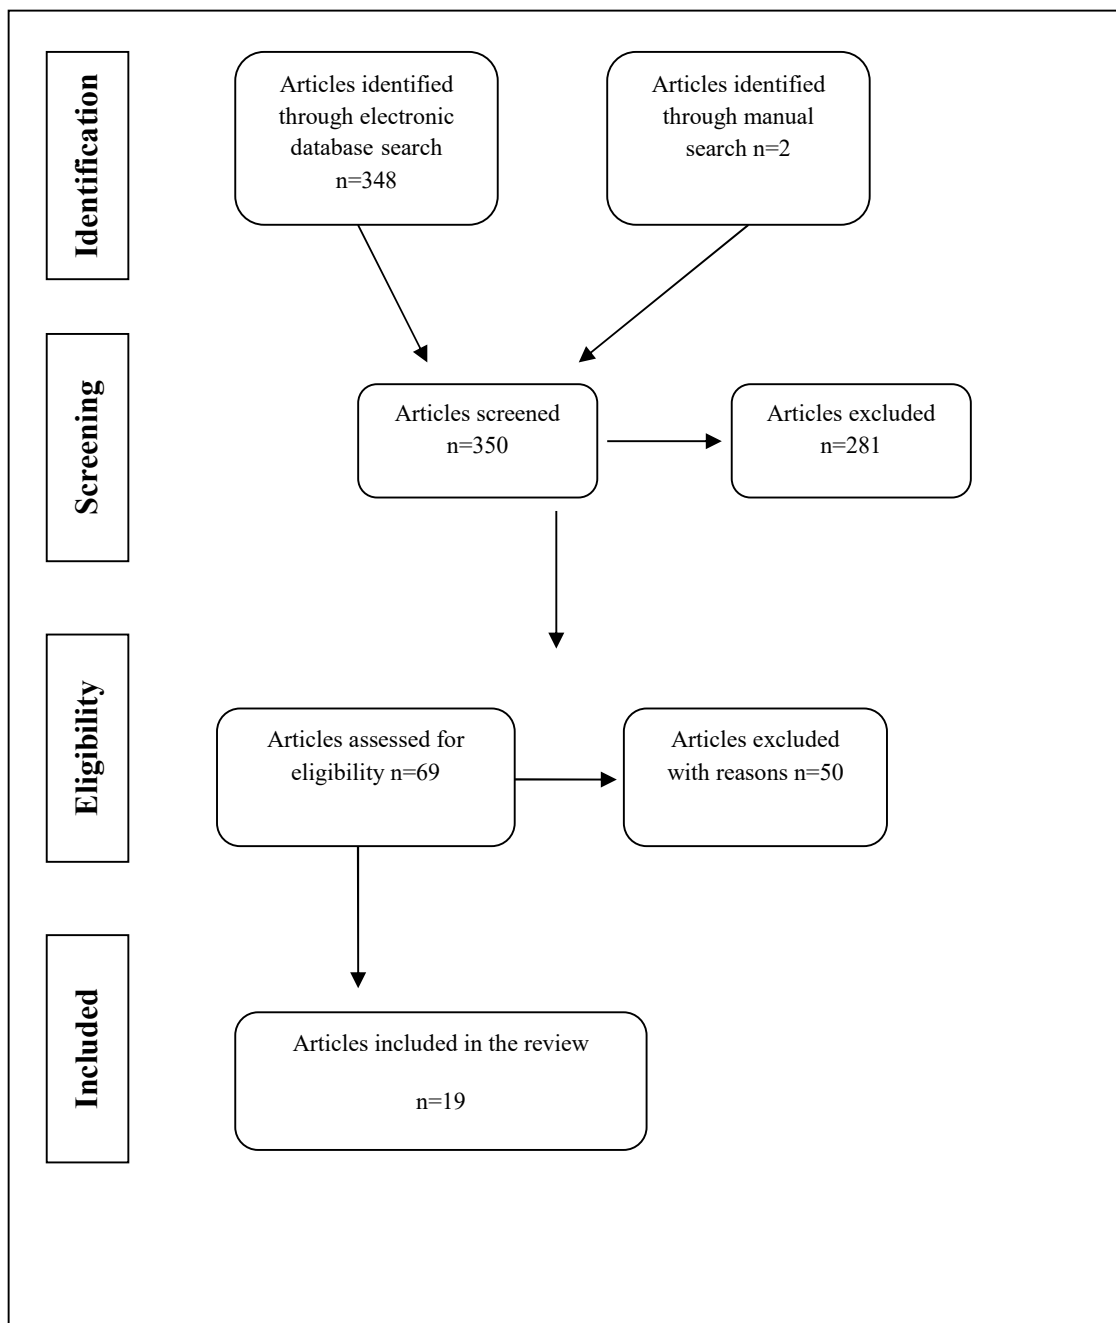 Identification
Articles identified
through electronic
database search
n=348
Articles identified
through manual
search n=2
Screening
Articles screened
n=350
Articles excluded
n=281
Eligibility
Articles assessed for
eligibility n=69
Articles excluded
with reasons n=50
Included
Articles included in the review
n=19